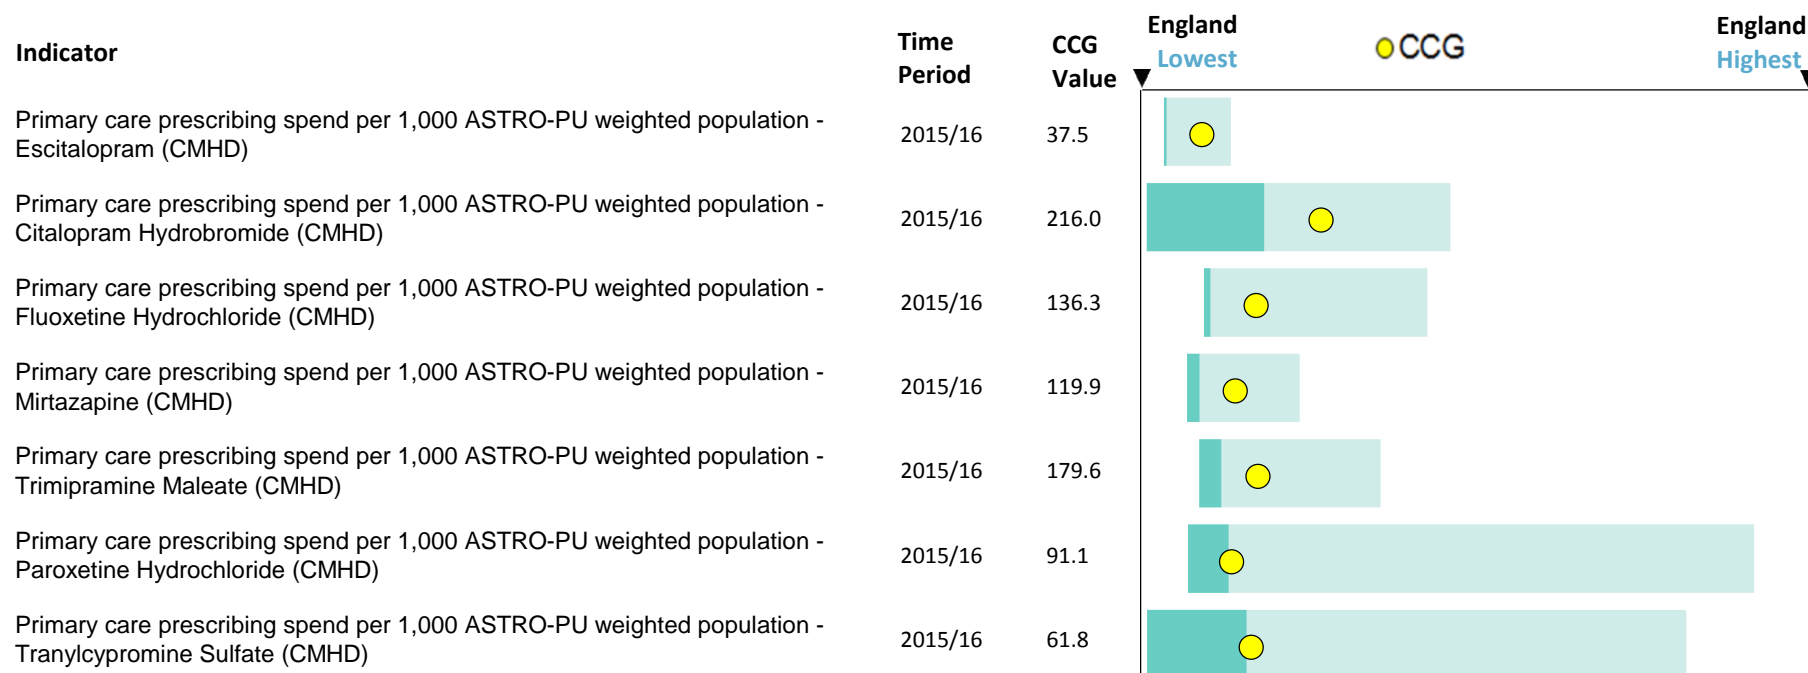 Indicator
Time
Period
CCG
Value
England
Lowest
CCG
England
Highest
Primary care prescribing spend per 1,000 ASTRO-PU weighted population -
Escitalopram (CMHD)
2015/16
37.5
Primary care prescribing spend per 1,000 ASTRO-PU weighted population -
Citalopram Hydrobromide (CMHD)
2015/16
216.0
Primary care prescribing spend per 1,000 ASTRO-PU weighted population -
Fluoxetine Hydrochloride (CMHD)
2015/16
136.3
Primary care prescribing spend per 1,000 ASTRO-PU weighted population -
Mirtazapine (CMHD)
2015/16
119.9
Primary care prescribing spend per 1,000 ASTRO-PU weighted population -
Trimipramine Maleate (CMHD)
2015/16
179.6
Primary care prescribing spend per 1,000 ASTRO-PU weighted population -
Paroxetine Hydrochloride (CMHD)
2015/16
91.1
Primary care prescribing spend per 1,000 ASTRO-PU weighted population -
Tranylcypromine Sulfate (CMHD)
2015/16
61.8